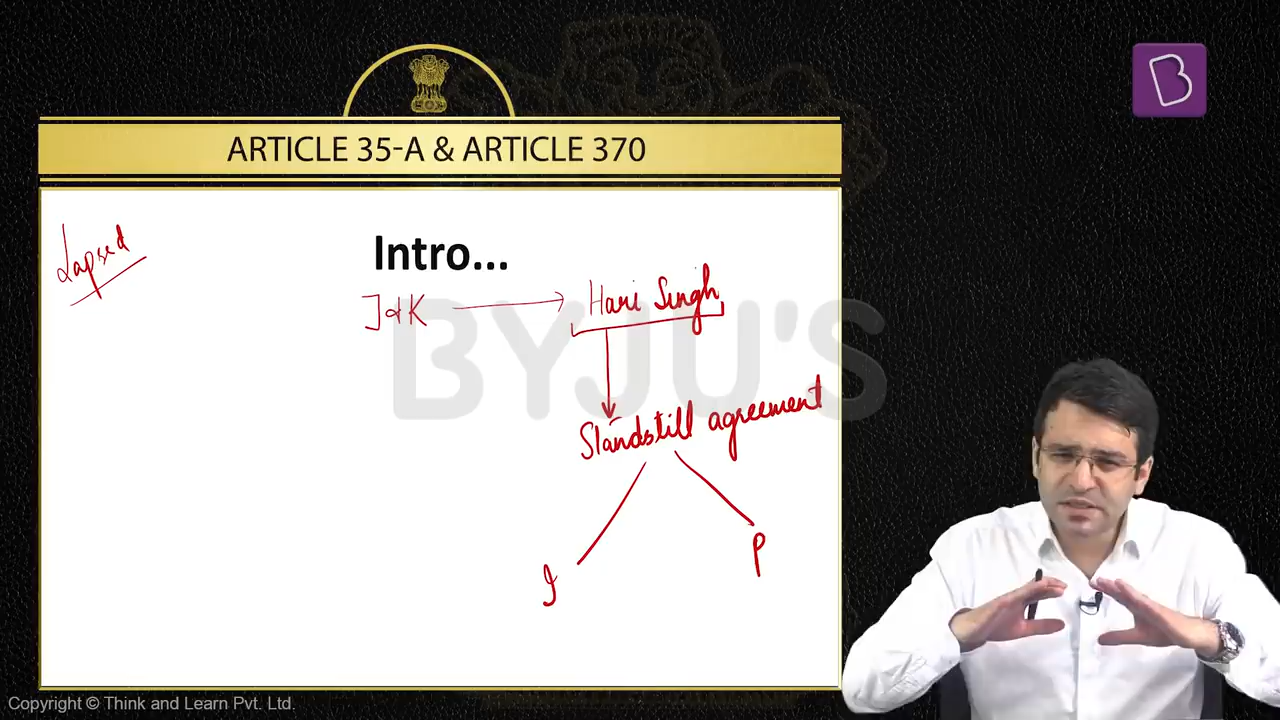 B
ARTICLE 35-A & ARTICLE 370
Lapsed
Intro...
J&K
Hari Singh
BYJU'S
Standstill agreement
I
P
Copyright © Think and Learn Pvt. Ltd.